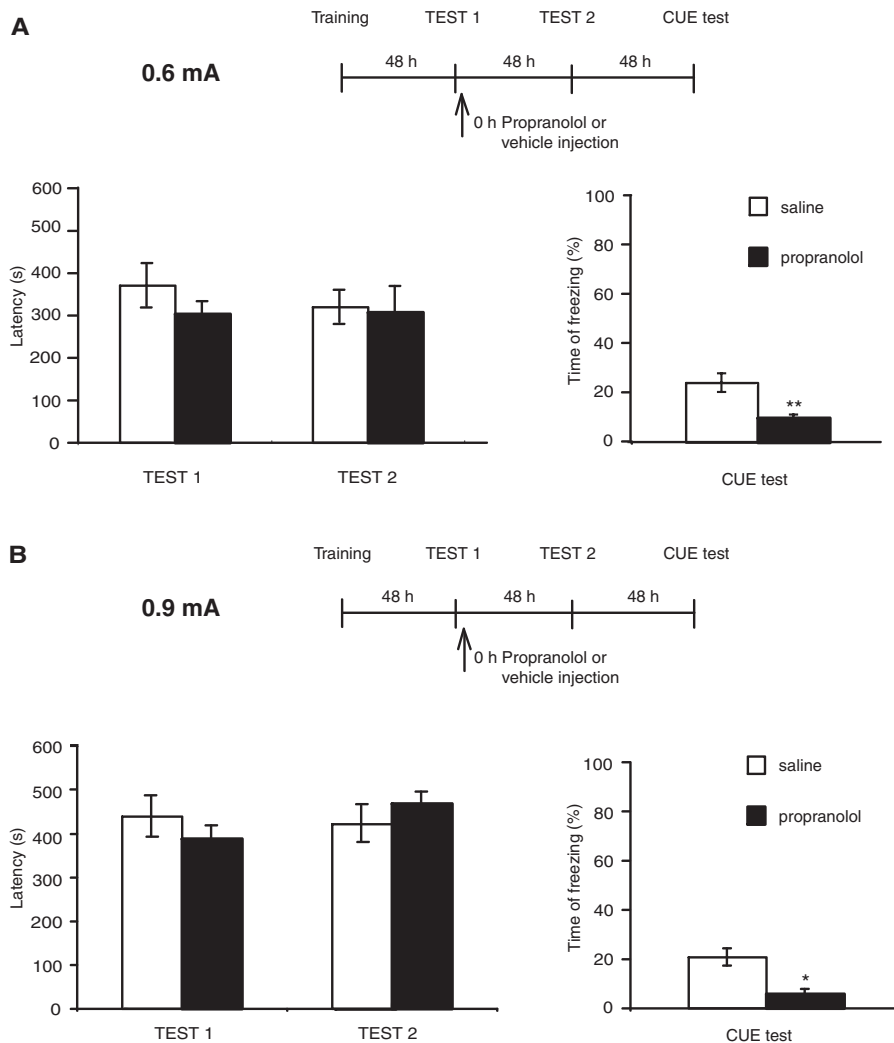 A
Training TEST 1 TEST 2 CUE test
0.6 mA
48 h 48 h 48 h
0 h Propranolol or
vehicle injection
Latency (s)
600
500
400
300
200
100
0
TEST 1 TEST 2
Time of freezing (%)
100
80
60
40
20
0
saline
propranolol
**
CUE test
B
Training TEST 1 TEST 2 CUE test
0.9 mA
48 h 48 h 48 h
0 h Propranolol or
vehicle injection
Latency (s)
600
500
400
300
200
100
0
TEST 1 TEST 2
Time of freezing (%)
100
80
60
40
20
0
saline
propranolol
*
CUE test